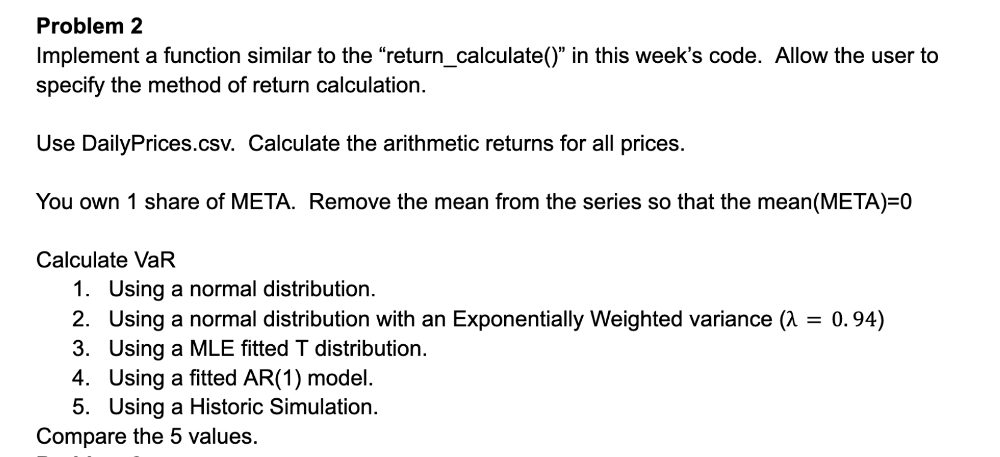 Problem 2
Implement a function similar to the “return_calculate()” in this week’s code.  Allow the user to
specify the method of return calculation.
Use DailyPrices.csv.  Calculate the arithmetic returns for all prices.
You own 1 share of META.  Remove the mean from the series so that the mean(META)=0
Calculate VaR
1. Using a normal distribution.
2. Using a normal distribution with an Exponentially Weighted variance (λ = 0. 94)
3. Using a MLE fitted T distribution.
4. Using a fitted AR(1) model.
5. Using a Historic Simulation.
Compare the 5 values.